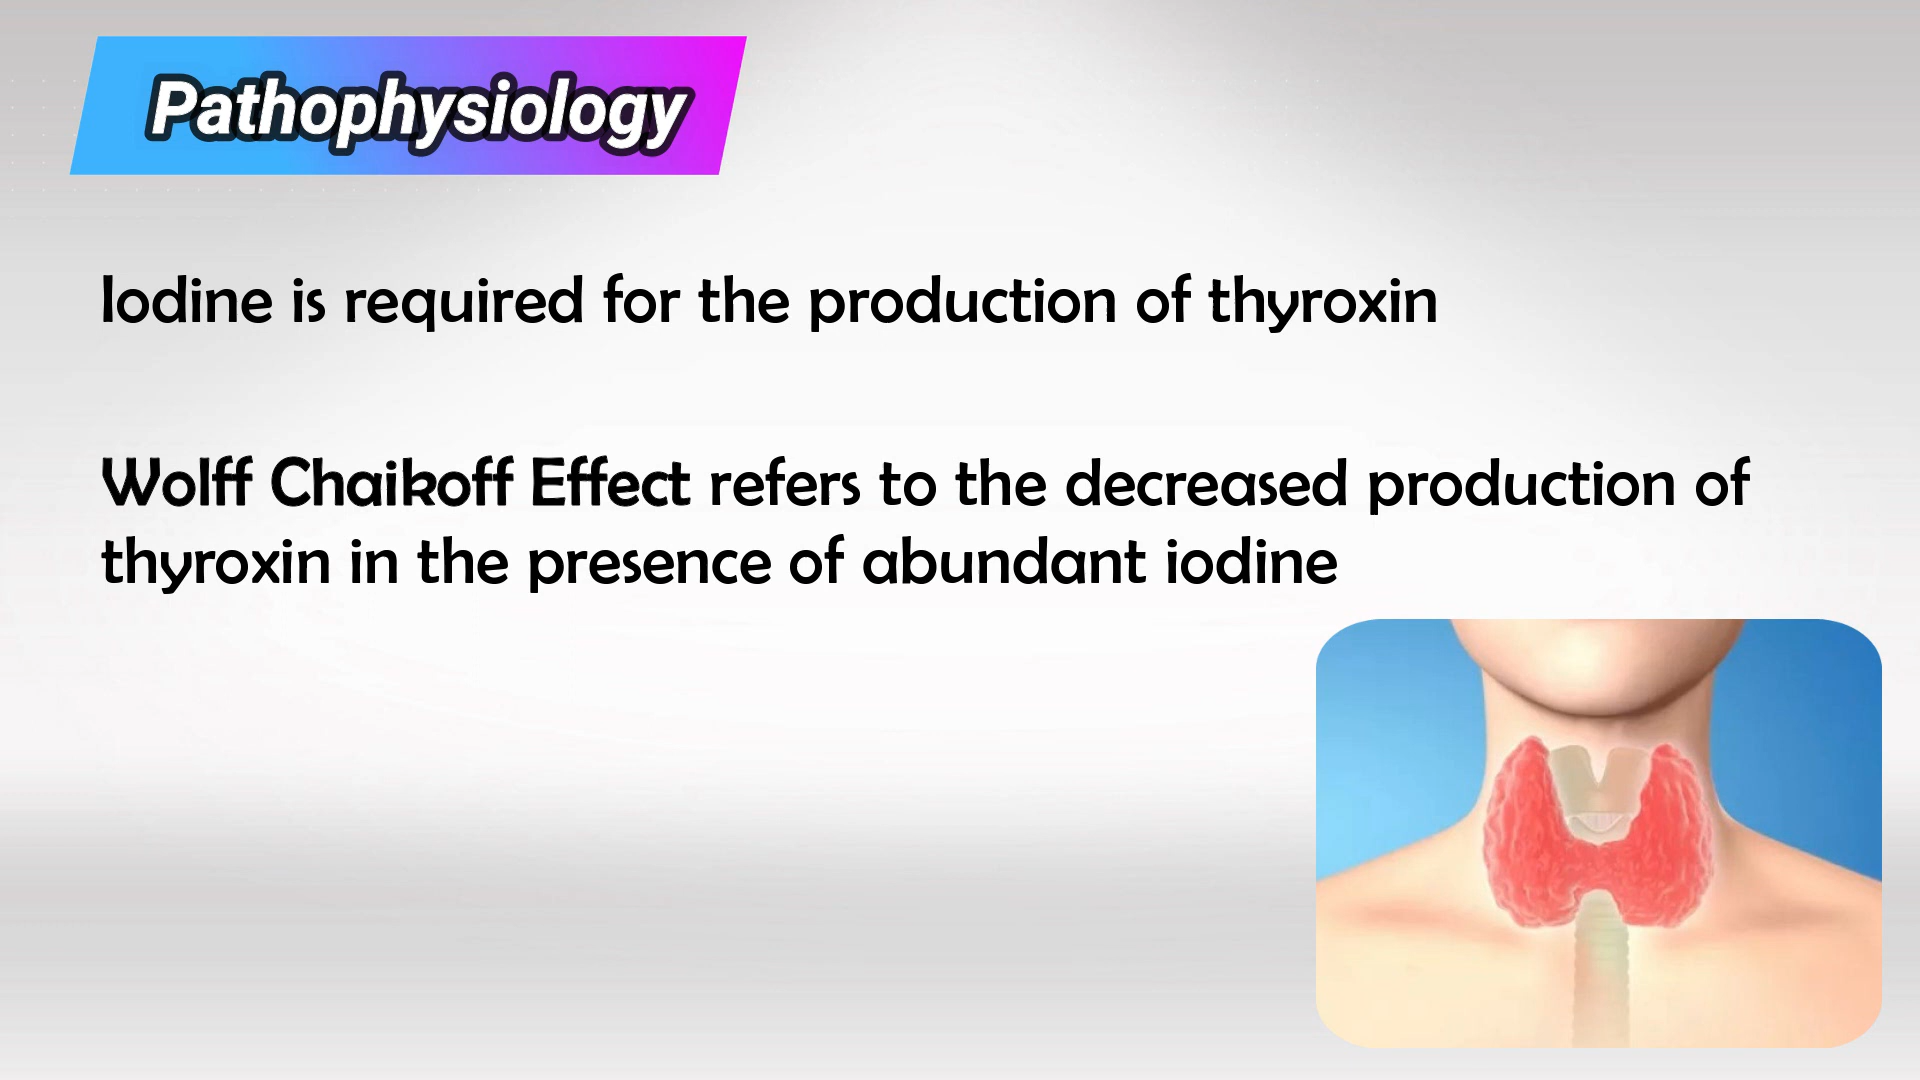 Pathophysiology
Iodine is required for the production of thyroxin
Wolff Chaikoff Effect refers to the decreased production of
thyroxin in the presence of abundant iodine